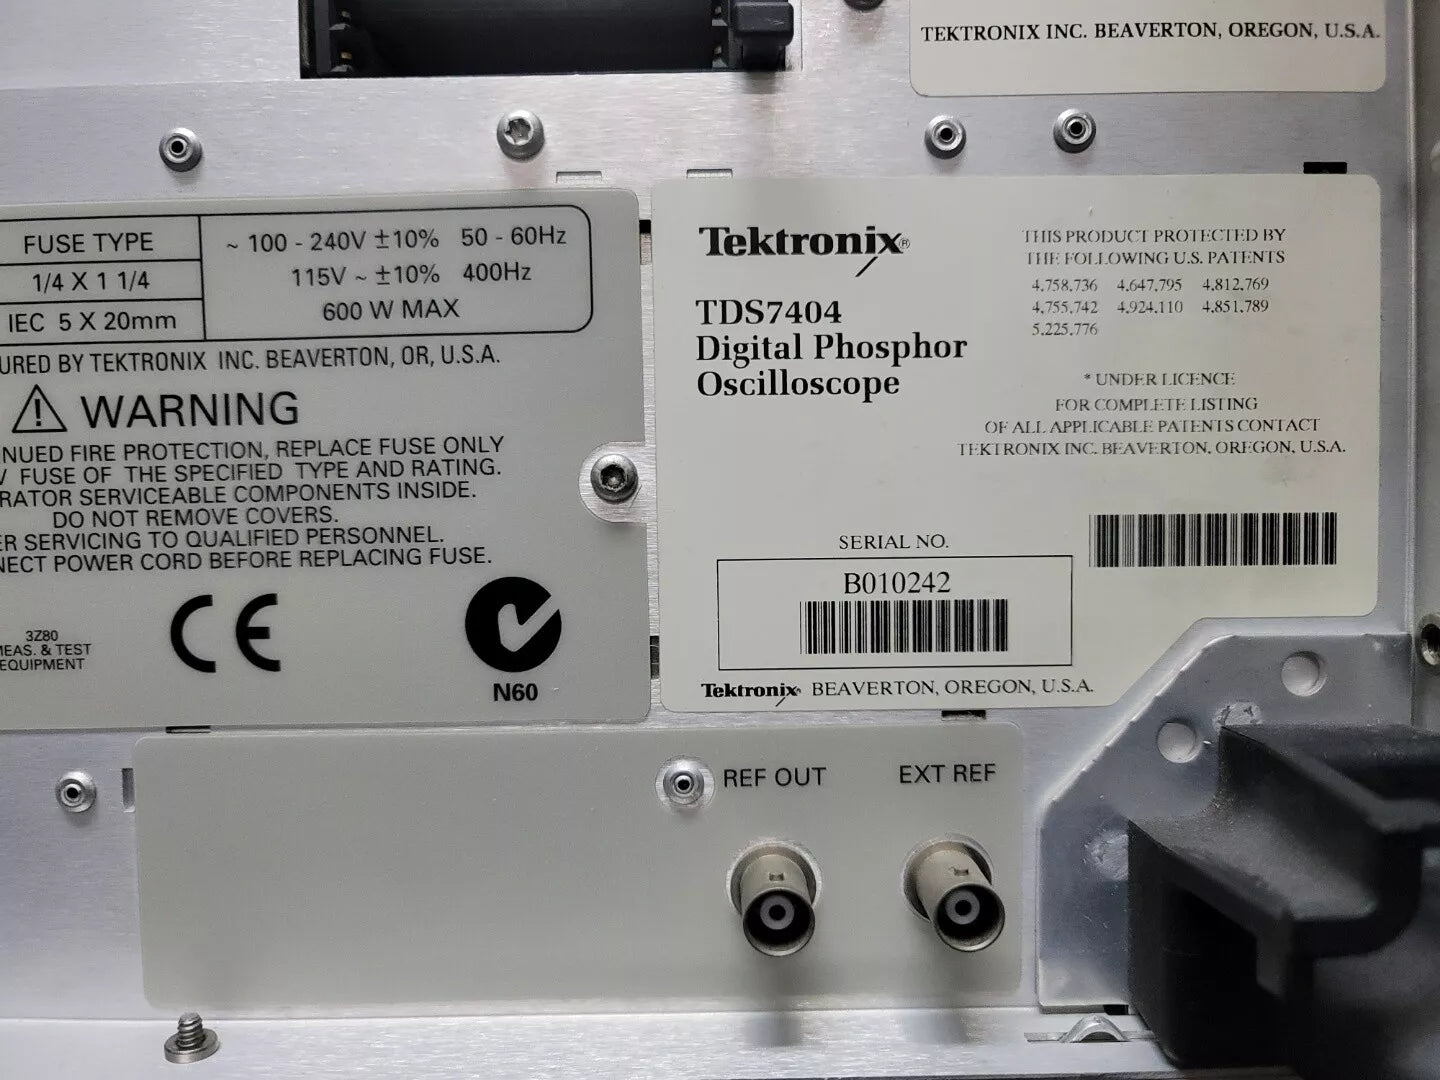 TEKTRONIX INC. BEAVERTON, OREGON, U.S.A.
FUSE TYPE
1/4 X 1 1/4
IEC 5 X 20mm
~ 100 - 240V ±10% 50 - 60Hz
115V ~ ±10% 400Hz
600 W MAX
URED BY TEKTRONIX INC. BEAVERTON, OR, U.S.A.
WARNING
NUED FIRE PROTECTION, REPLACE FUSE ONLY
FUSE OF THE SPECIFIED TYPE AND RATING.
RATOR SERVICEABLE COMPONENTS INSIDE.
DO NOT REMOVE COVERS.
ER SERVICING TO QUALIFIED PERSONNEL.
NECT POWER CORD BEFORE REPLACING FUSE.
3Z80
MEAS. & TEST
EQUIPMENT
CE
N60
Tektronix®
TDS7404
Digital Phosphor
Oscilloscope
THIS PRODUCT PROTECTED BY
THE FOLLOWING U.S. PATENTS
4,758,736 4,647,795 4,812,769
4,755,742 4,924,110 4,851,789
5,225,776
* UNDER LICENCE
FOR COMPLETE LISTING
OF ALL APPLICABLE PATENTS CONTACT
TEKTRONIX INC. BEAVERTON, OREGON, U.S.A.
SERIAL NO.
B010242
Tektronix BEAVERTON, OREGON, U.S.A.
REF OUT
EXT REF